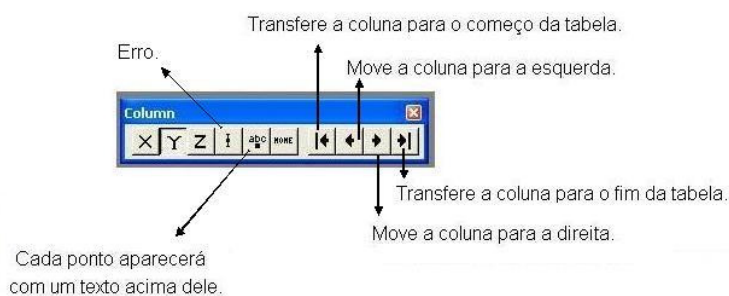 Transfere a coluna para o começo da tabela.
Erro.
Move a coluna para a esquerda.
Column
X Y Z I abc NONE
Transfere a coluna para o fim da tabela.
Move a coluna para a direita.
Cada ponto aparecerá
com um texto acima dele.